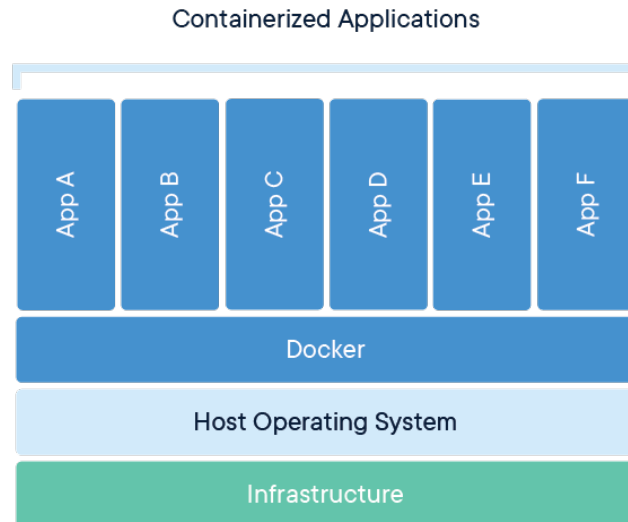 Containerized Applications
App A
App B
App C
App D
App E
App F
Docker
Host Operating System
Infrastructure